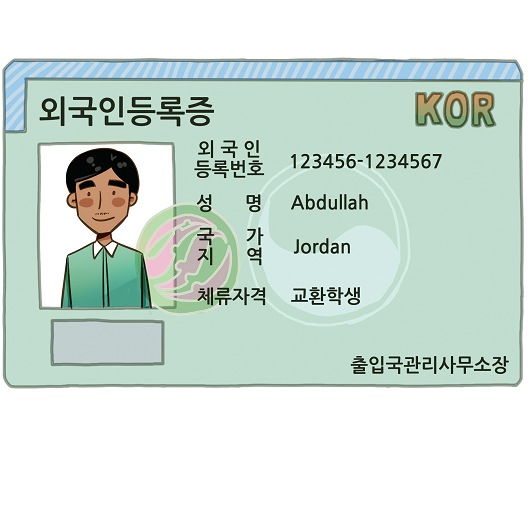 외국인등록증
KOR
외 국 인
등록번호 123456-1234567
성 명 Abdullah
국 가
지 역 Jordan
체류자격 교환학생
출입국관리사무소장